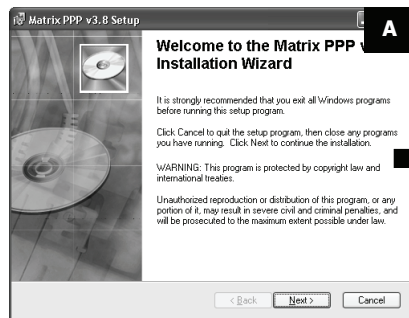 Matrix PPP v3.8 Setup
A
Welcome to the Matrix PPP
Installation Wizard
It is strongly recommended that you exit all Windows programs
before running this setup program.
Click Cancel to quit the setup program, then close any programs
you have running. Click Next to continue the installation.
WARNING: This program is protected by copyright law and
international treaties.
Unauthorized reproduction or distribution of this program, or any
portion of it, may result in severe civil and criminal penalties, and
will be prosecuted to the maximum extent possible under law.
< Back
Next >
Cancel